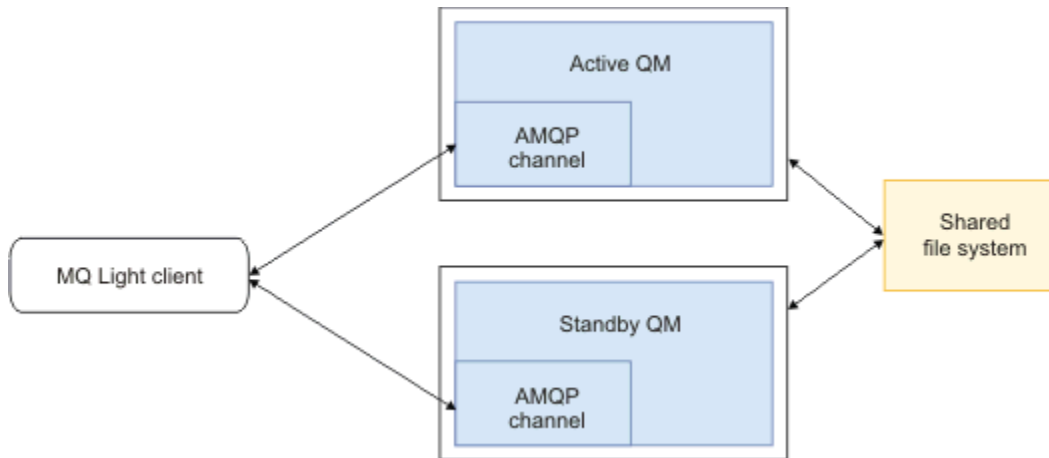 Active QM
AMQP
channel
MQ Light client
Shared
file system
Standby QM
AMQP
channel